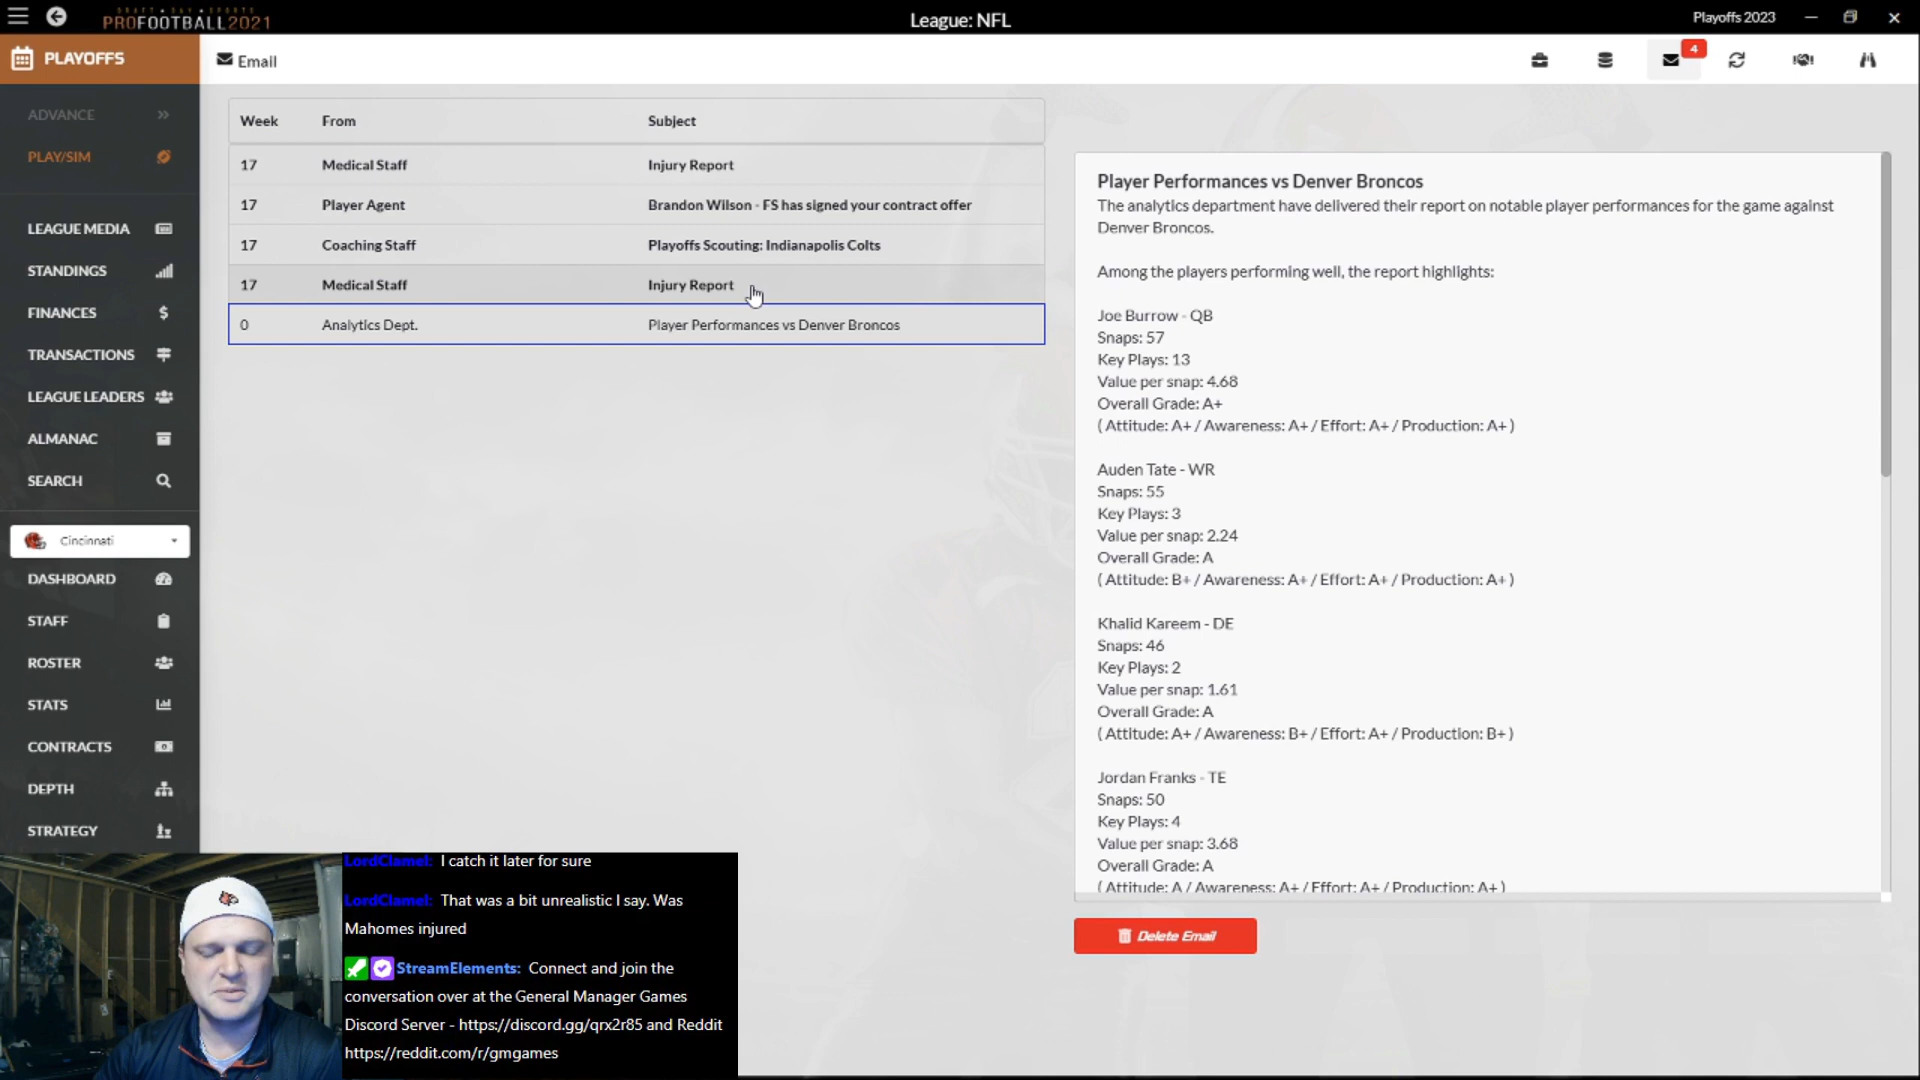 DRAFT DAY SPORTS
PROFOOTBALL2021
League: NFL
Playoffs 2023
PLAYOFFS
Email
4
ADVANCE
PLAY/SIM
LEAGUE MEDIA
STANDINGS
FINANCES
TRANSACTIONS
LEAGUE LEADERS
ALMANAC
SEARCH
Cincinnati
DASHBOARD
STAFF
ROSTER
STATS
CONTRACTS
DEPTH
STRATEGY
Week From Subject
17 Medical Staff Injury Report
17 Player Agent Brandon Wilson - FS has signed your contract offer
17 Coaching Staff Playoffs Scouting: Indianapolis Colts
17 Medical Staff Injury Report
0 Analytics Dept. Player Performances vs Denver Broncos
Player Performances vs Denver Broncos
The analytics department have delivered their report on notable player performances for the game against
Denver Broncos.
Among the players performing well, the report highlights:
Joe Burrow - QB
Snaps: 57
Key Plays: 13
Value per snap: 4.68
Overall Grade: A+
( Attitude: A+ / Awareness: A+ / Effort: A+ / Production: A+ )
Auden Tate - WR
Snaps: 55
Key Plays: 3
Value per snap: 2.24
Overall Grade: A
( Attitude: B+ / Awareness: A+ / Effort: A+ / Production: A+ )
Khalid Kareem - DE
Snaps: 46
Key Plays: 2
Value per snap: 1.61
Overall Grade: A
( Attitude: A+ / Awareness: B+ / Effort: A+ / Production: B+ )
Jordan Franks - TE
Snaps: 50
Key Plays: 4
Value per snap: 3.68
Overall Grade: A
( Attitude: A / Awareness: A+ / Effort: A+ / Production: A+ )
Delete Email
LordClamel: I catch it later for sure
LordClamel: That was a bit unrealistic I say. Was
Mahomes injured
StreamElements: Connect and join the
conversation over at the General Manager Games
Discord Server - https://discord.gg/qrx2r85 and Reddit
https://reddit.com/r/gmgames